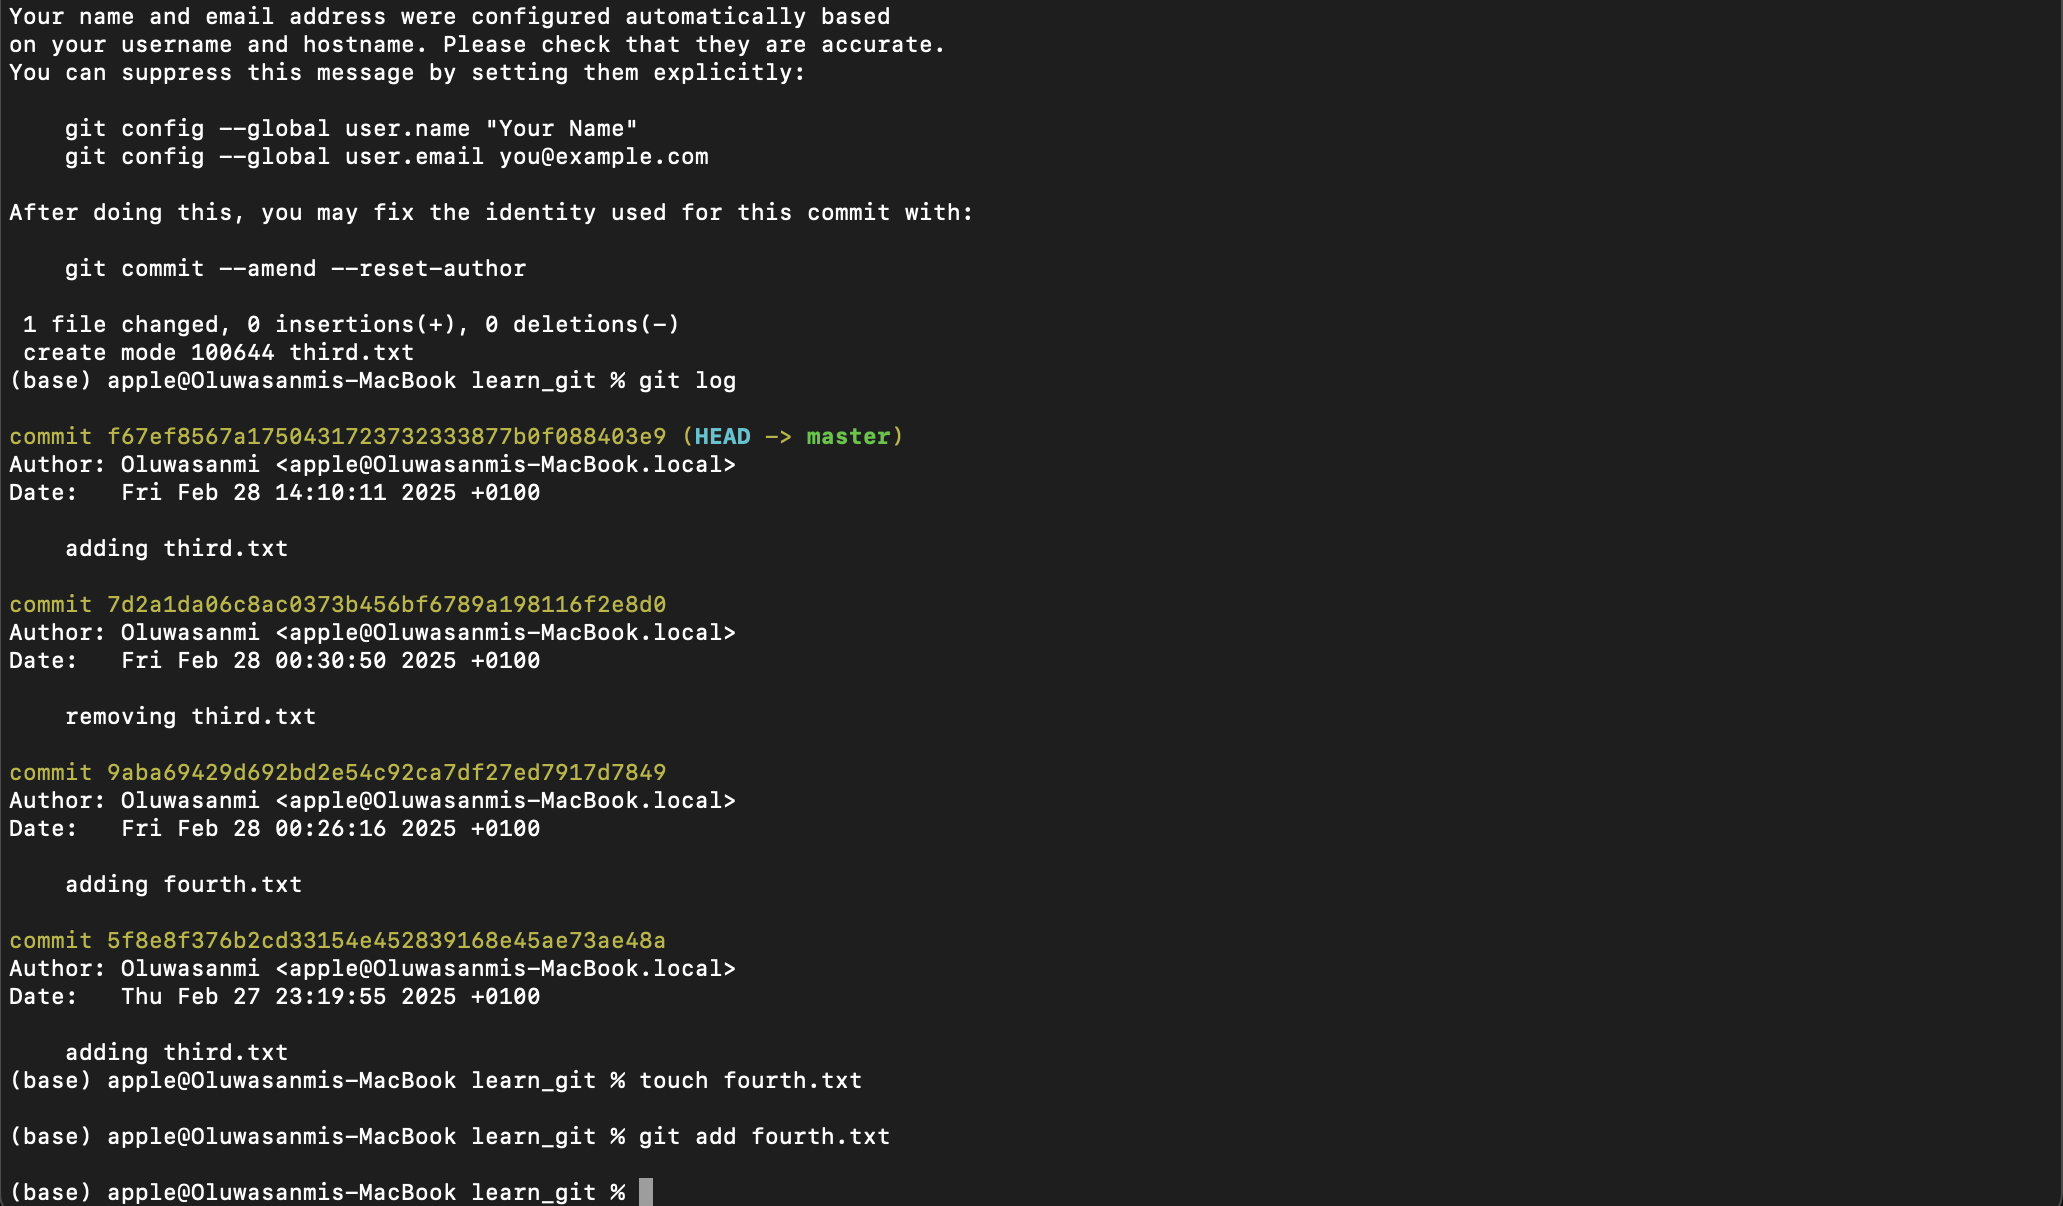 Your name and email address were configured automatically based
on your username and hostname. Please check that they are accurate.
You can suppress this message by setting them explicitly:
    git config --global user.name "Your Name"
    git config --global user.email you@example.com
After doing this, you may fix the identity used for this commit with:
    git commit --amend --reset-author
 1 file changed, 0 insertions(+), 0 deletions(-)
 create mode 100644 third.txt
(base) apple@Oluwasanmis-MacBook learn_git % git log
commit f67ef8567a1750431723732333877b0f088403e9 (HEAD -> master)
Author: Oluwasanmi <apple@Oluwasanmis-MacBook.local>
Date:   Fri Feb 28 14:10:11 2025 +0100
    adding third.txt
commit 7d2a1da06c8ac0373b456bf6789a198116f2e8d0
Author: Oluwasanmi <apple@Oluwasanmis-MacBook.local>
Date:   Fri Feb 28 00:30:50 2025 +0100
    removing third.txt
commit 9aba69429d692bd2e54c92ca7df27ed7917d7849
Author: Oluwasanmi <apple@Oluwasanmis-MacBook.local>
Date:   Fri Feb 28 00:26:16 2025 +0100
    adding fourth.txt
commit 5f8e8f376b2cd33154e452839168e45ae73ae48a
Author: Oluwasanmi <apple@Oluwasanmis-MacBook.local>
Date:   Thu Feb 27 23:19:55 2025 +0100
    adding third.txt
(base) apple@Oluwasanmis-MacBook learn_git % touch fourth.txt
(base) apple@Oluwasanmis-MacBook learn_git % git add fourth.txt
(base) apple@Oluwasanmis-MacBook learn_git %